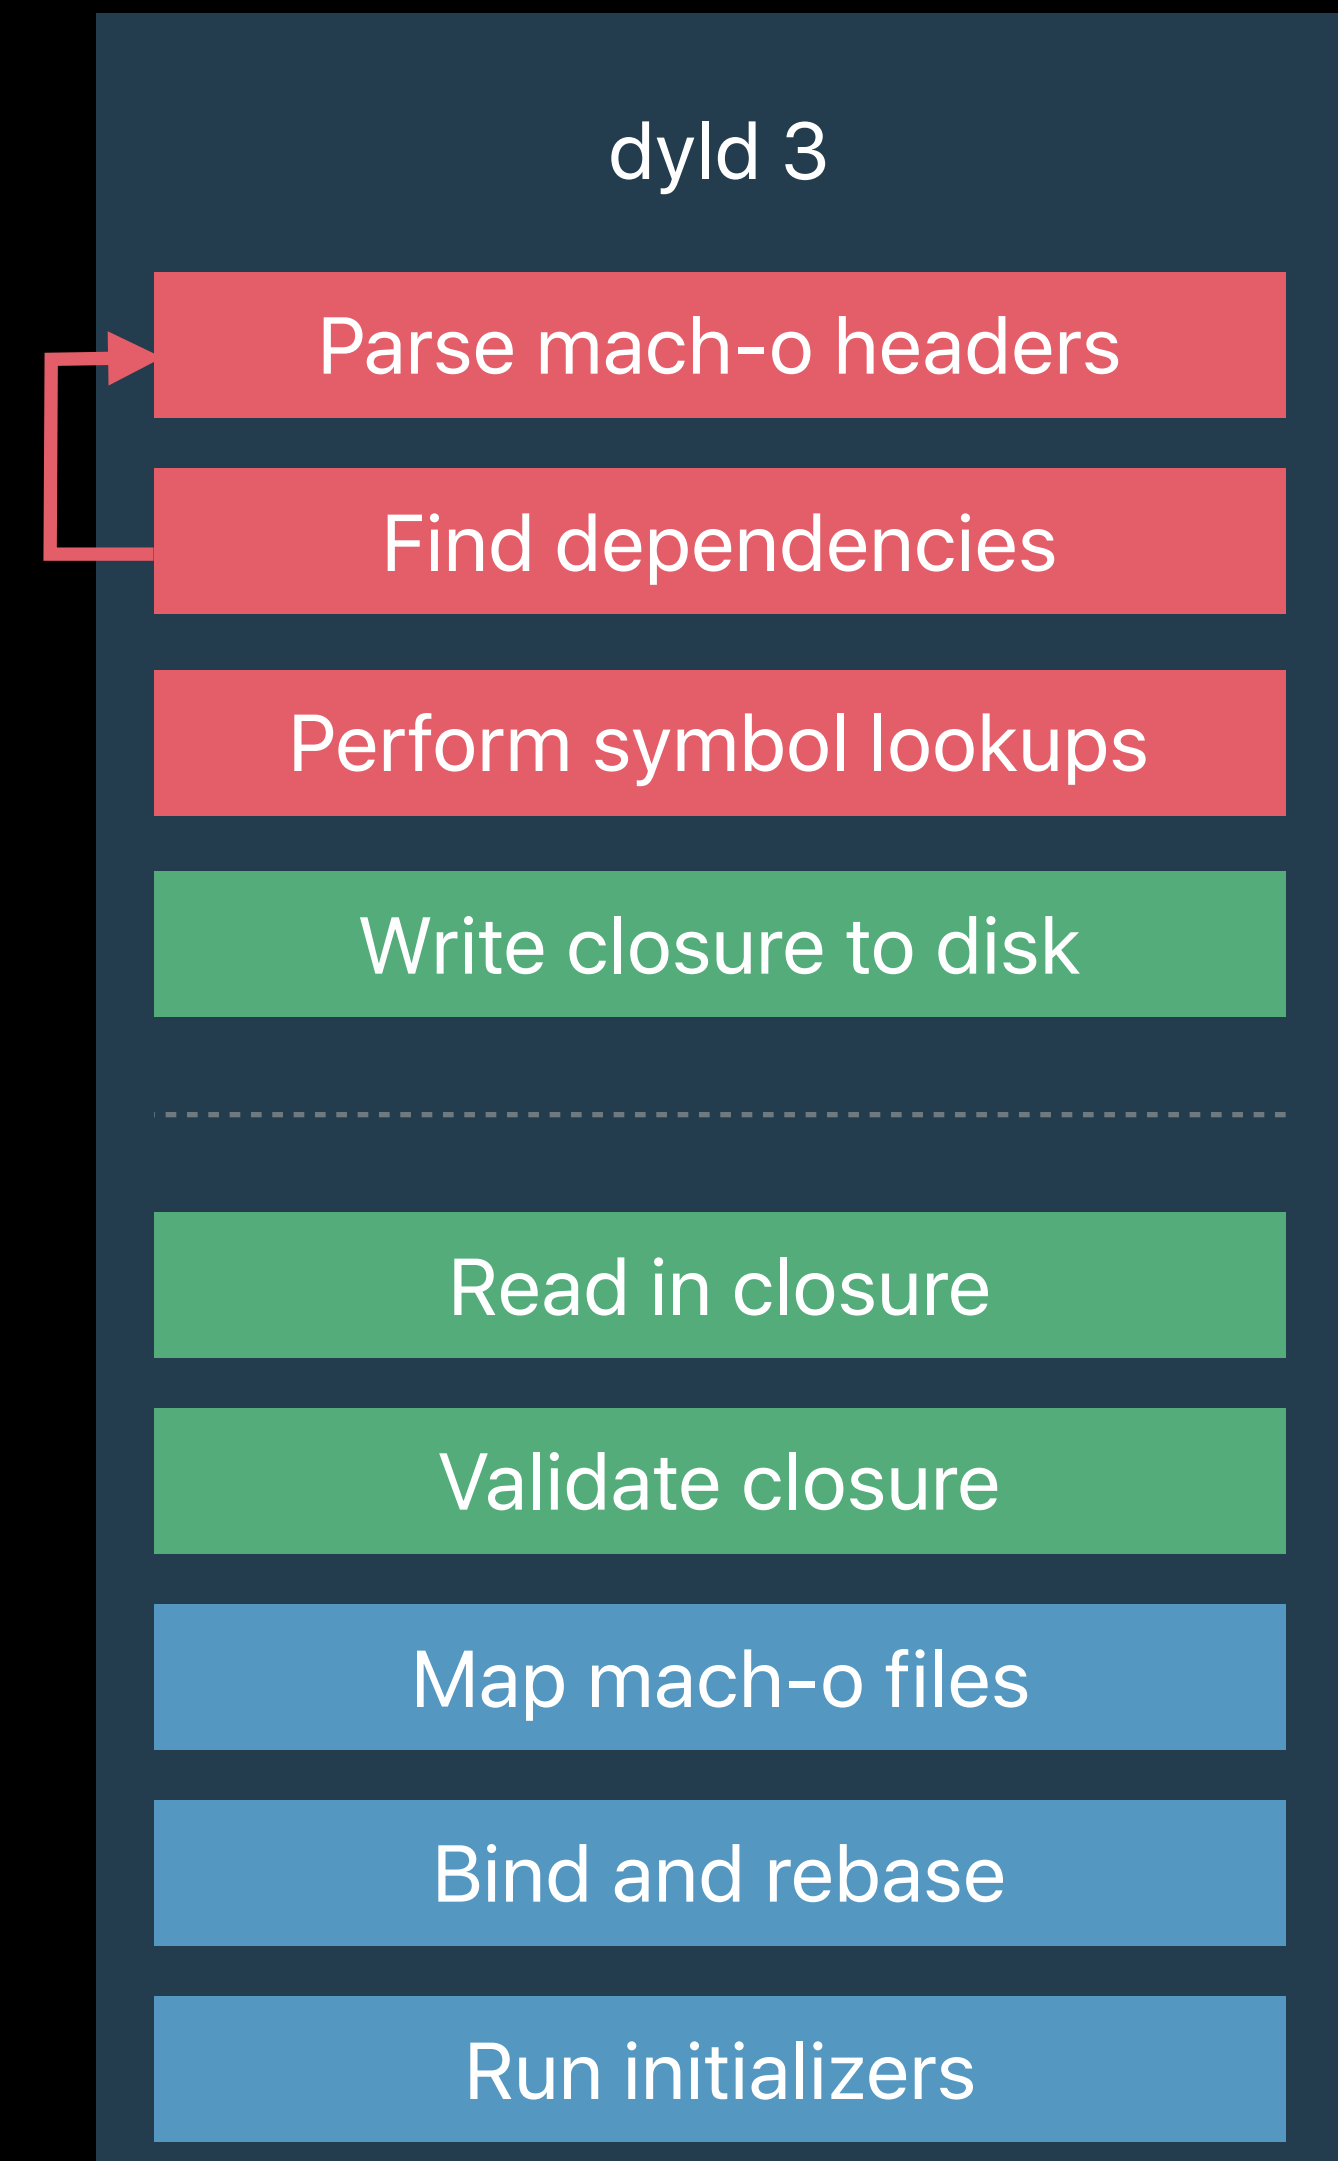 dyld 3
Parse mach-o headers
Find dependencies
Perform symbol lookups
Write closure to disk
Read in closure
Validate closure
Map mach-o files
Bind and rebase
Run initializers